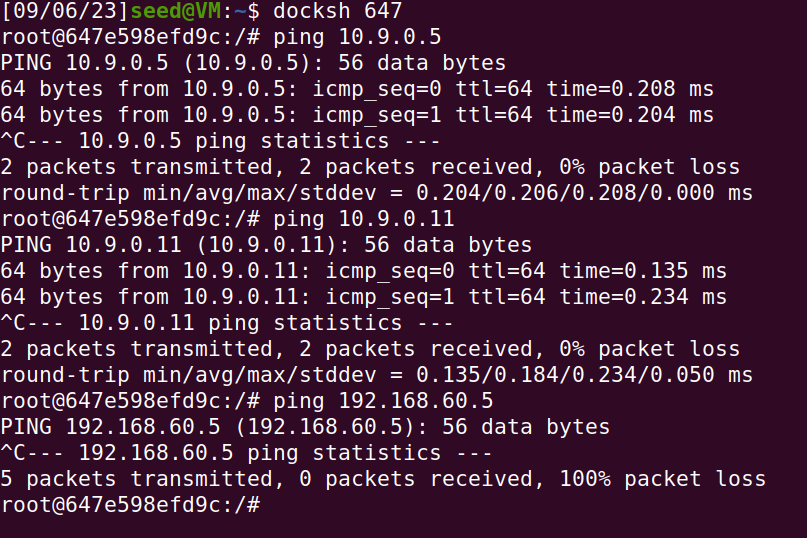 [09/06/23]seed@VM:~$ docksh 647
root@647e598efd9c:/# ping 10.9.0.5
PING 10.9.0.5 (10.9.0.5): 56 data bytes
64 bytes from 10.9.0.5: icmp_seq=0 ttl=64 time=0.208 ms
64 bytes from 10.9.0.5: icmp_seq=1 ttl=64 time=0.204 ms
^C--- 10.9.0.5 ping statistics ---
2 packets transmitted, 2 packets received, 0% packet loss
round-trip min/avg/max/stddev = 0.204/0.206/0.208/0.000 ms
root@647e598efd9c:/# ping 10.9.0.11
PING 10.9.0.11 (10.9.0.11): 56 data bytes
64 bytes from 10.9.0.11: icmp_seq=0 ttl=64 time=0.135 ms
64 bytes from 10.9.0.11: icmp_seq=1 ttl=64 time=0.234 ms
^C--- 10.9.0.11 ping statistics ---
2 packets transmitted, 2 packets received, 0% packet loss
round-trip min/avg/max/stddev = 0.135/0.184/0.234/0.050 ms
root@647e598efd9c:/# ping 192.168.60.5
PING 192.168.60.5 (192.168.60.5): 56 data bytes
^C--- 192.168.60.5 ping statistics ---
5 packets transmitted, 0 packets received, 100% packet loss
root@647e598efd9c:/#